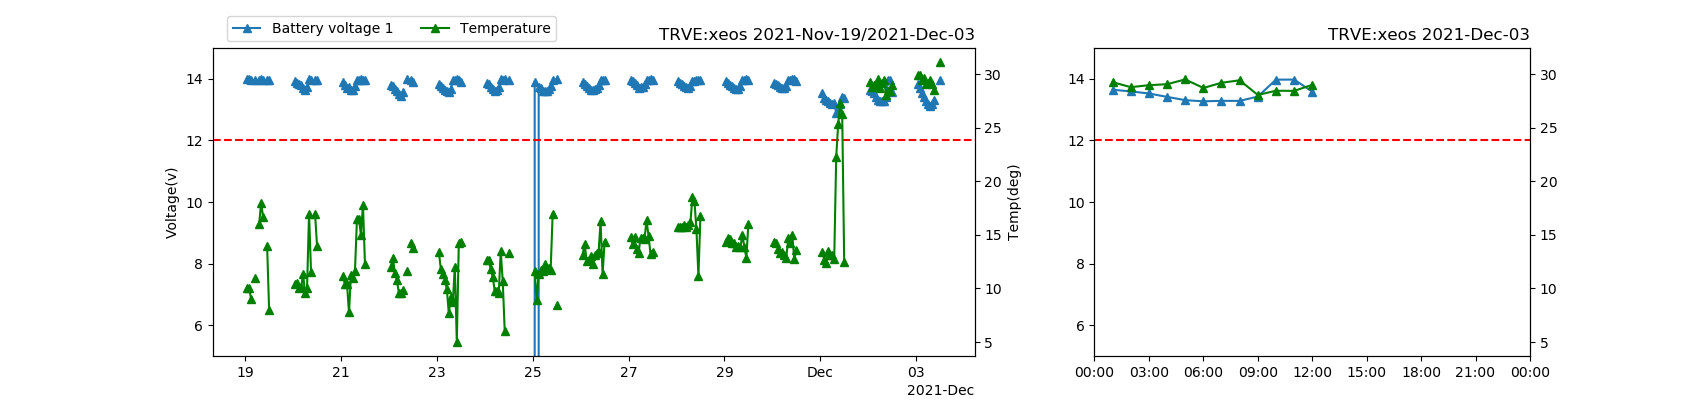 Battery voltage 1 Temperature
TRVE:xeos 2021-Nov-19/2021-Dec-03
TRVE:xeos 2021-Dec-03
Voltage(v)
14
12
10
8
6
30
25
20
15
10
5
Temp(deg)
19 21 23 25 27 29 Dec 03
2021-Dec
14
12
10
8
6
30
25
20
15
10
5
00:00 03:00 06:00 09:00 12:00 15:00 18:00 21:00 00:00